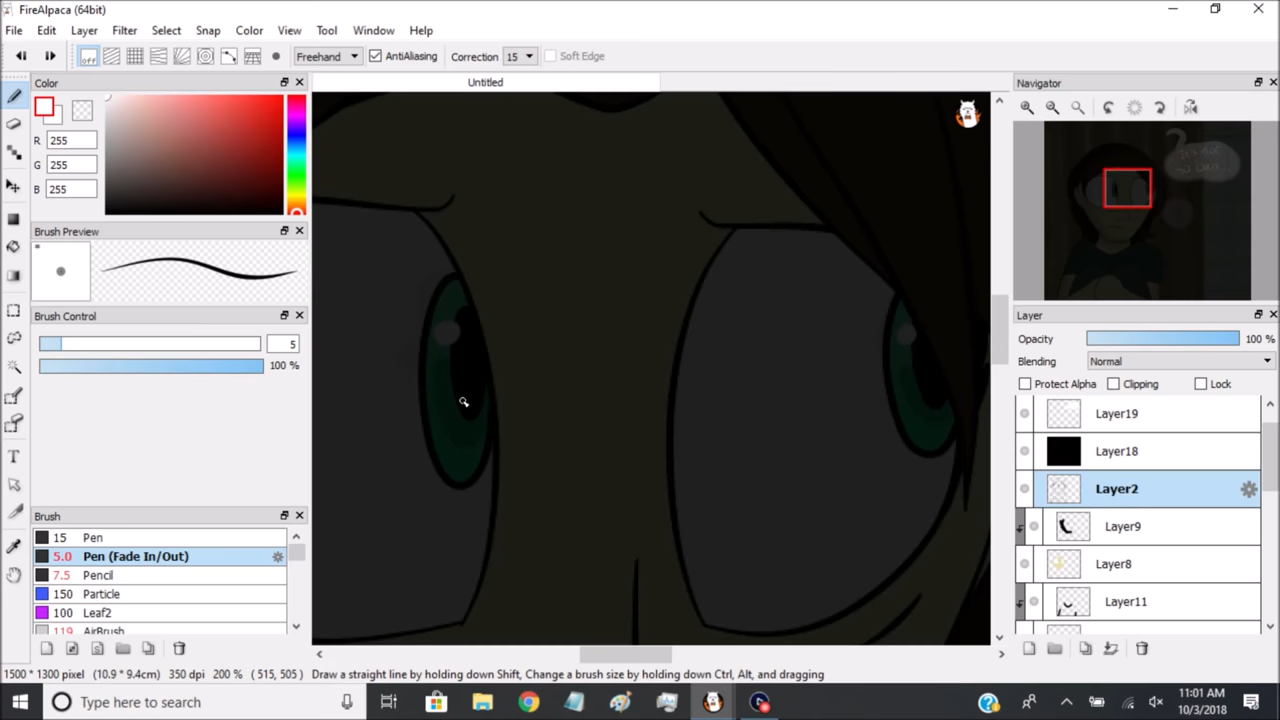 FireAlpaca (64bit)
File Edit Layer Filter Select Snap Color View Tool Window Help
off Freehand AntiAliasing Correction 15 Soft Edge
Color
Untitled
Navigator
R 255
G 255
B 255
Brush Preview
Brush Control
5
100 %
Layer
Opacity 100 %
Blending Normal
Protect Alpha Clipping Lock
Layer19
Layer18
Layer2
Layer9
Layer8
Layer11
Brush
15 Pen
5.0 Pen (Fade In/Out)
7.5 Pencil
150 Particle
100 Leaf2
119 AirBrush
1500 * 1300 pixel (10.9 * 9.4cm) 350 dpi 200 % ( 515, 505 ) Draw a straight line by holding down Shift, Change a brush size by holding down Ctrl, Alt, and dragging
Type here to search
11:01 AM
10/3/2018